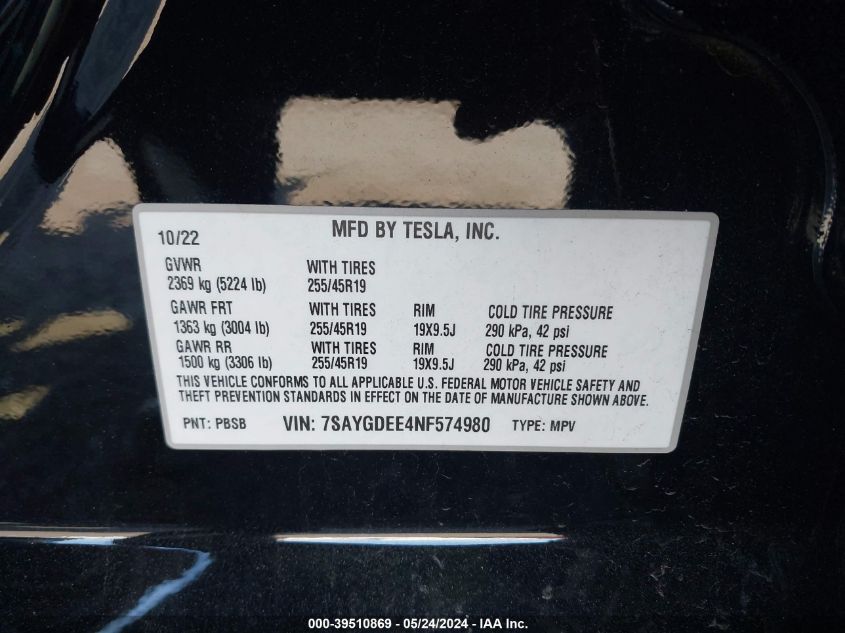 10/22 MFD BY TESLA, INC.
GVWR WITH TIRES
2369 kg (5224 lb) 255/45R19
GAWR FRT WITH TIRES RIM COLD TIRE PRESSURE
1363 kg (3004 lb) 255/45R19 19X9.5J 290 kPa, 42 psi
GAWR RR WITH TIRES RIM COLD TIRE PRESSURE
1500 kg (3306 lb) 255/45R19 19X9.5J 290 kPa, 42 psi
THIS VEHICLE CONFORMS TO ALL APPLICABLE U.S. FEDERAL MOTOR VEHICLE SAFETY AND
THEFT PREVENTION STANDARDS IN EFFECT ON THE DATE OF MANUFACTURE SHOWN ABOVE.
PNT: PBSB VIN: 7SAYGDEE4NF574980 TYPE: MPV
000-39510869 - 05/24/2024 - IAA Inc.